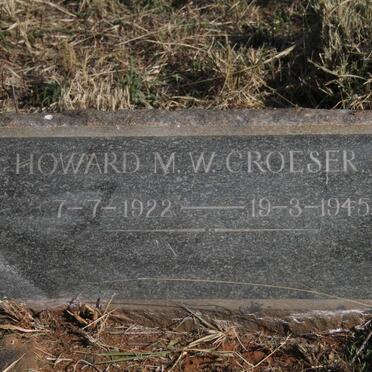 HOWARD M. W. CROESER
7-7-1922 — 19-3-1945